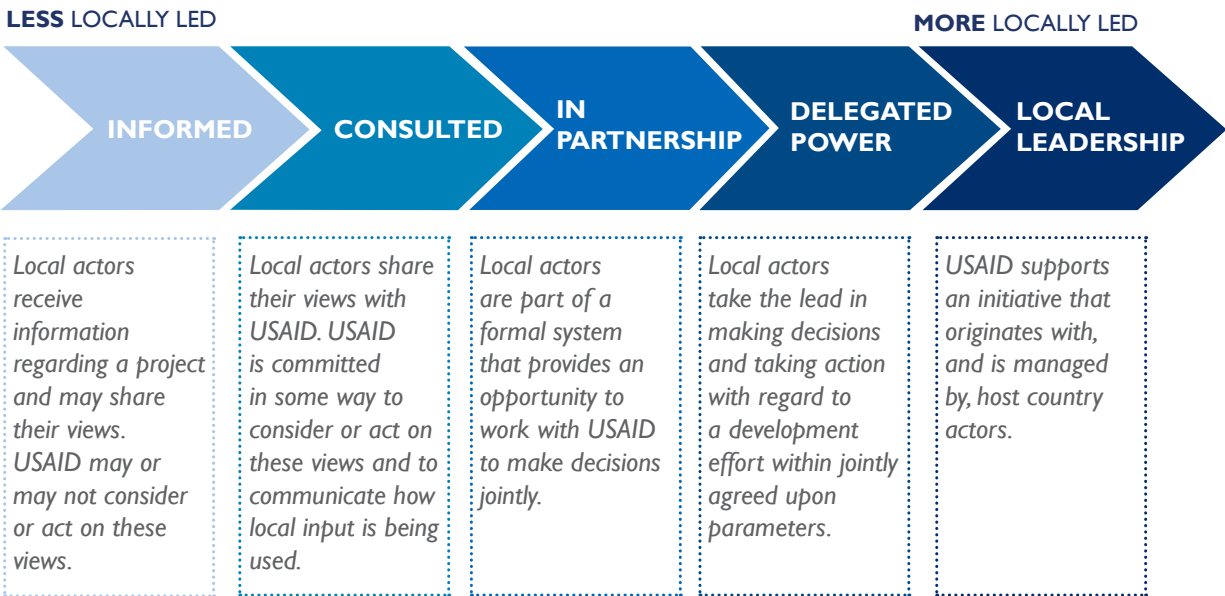 LESS LOCALLY LED
MORE LOCALLY LED
INFORMED
CONSULTED
IN
PARTNERSHIP
DELEGATED
POWER
LOCAL
LEADERSHIP
Local actors
receive
information
regarding a project
and may share
their views.
USAID may or
may not consider
or act on these
views.
Local actors share
their views with
USAID. USAID
is committed
in some way to
consider or act on
these views and to
communicate how
local input is being
used.
Local actors
are part of a
formal system
that provides an
opportunity to
work with USAID
to make decisions
jointly.
Local actors
take the lead in
making decisions
and taking action
with regard to
a development
effort within jointly
agreed upon
parameters.
USAID supports
an initiative that
originates with,
and is managed
by, host country
actors.